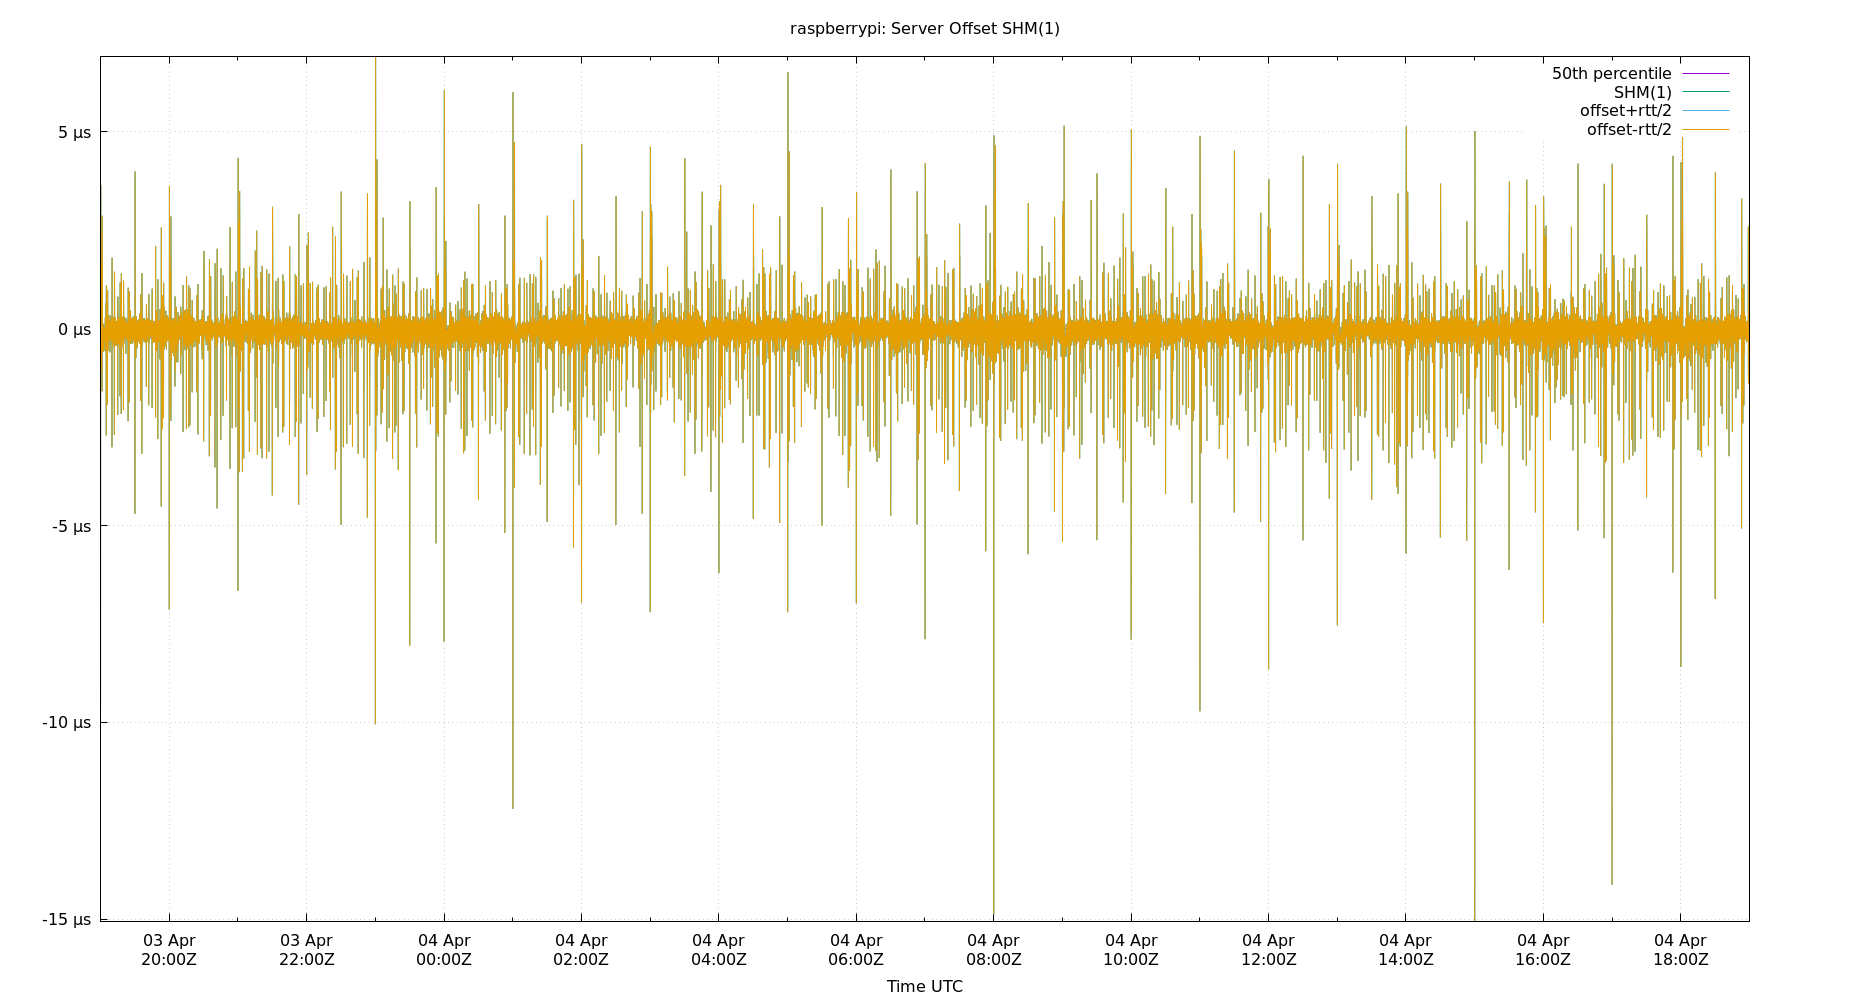 raspberrypi: Server Offset SHM(1)
50th percentile
SHM(1)
offset+rtt/2
offset-rtt/2
5 µs
0 µs
-5 µs
-10 µs
-15 µs
03 Apr 03 Apr 04 Apr 04 Apr 04 Apr 04 Apr 04 Apr 04 Apr 04 Apr 04 Apr 04 Apr 04 Apr
20:00Z 22:00Z 00:00Z 02:00Z 04:00Z 06:00Z 08:00Z 10:00Z 12:00Z 14:00Z 16:00Z 18:00Z
Time UTC